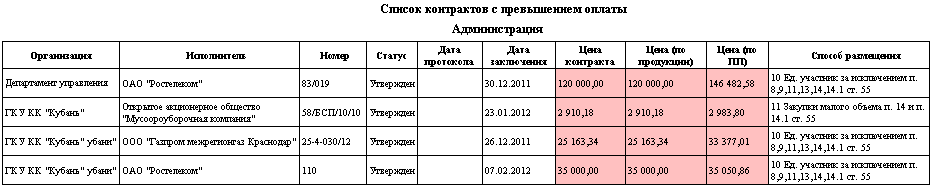 Список контрактов с превышением оплаты
Администрация
Организация Исполнитель Номер Статус Дата протокола Дата заключения Цена контракта Цена (по продукции) Цена (по ПП) Способ размещения
Департамент управления ОАО "Ростелеком" 83/019 Утвержден 30.12.2011 120 000,00 120 000,00 146 482,58 10 Ед. участник за исключением п.
8,9,11,13,14,14.1 ст. 55
ГК У КК "Кубань" Открытое акционерное общество
"Мусоороуборочная компания" 58/БСП/10/10 Утвержден 23.01.2012 2 910,18 2 910,18 2 983,80 11 Закупки малого объема п. 14 и п.
14.1 ст. 55
ГК У КК "Кубань" убани" ООО "Газпром межрегионгаз Краснодар" 25-4-030/12 Утвержден 26.12.2011 25 163,34 25 163,34 33 377,01 10 Ед. участник за исключением п.
8,9,11,13,14,14.1 ст. 55
ГК У КК "Кубань" убани" ОАО "Ростелеком" 110 Утвержден 07.02.2012 35 000,00 35 000,00 35 050,86 10 Ед. участник за исключением п.
8,9,11,13,14,14.1 ст. 55